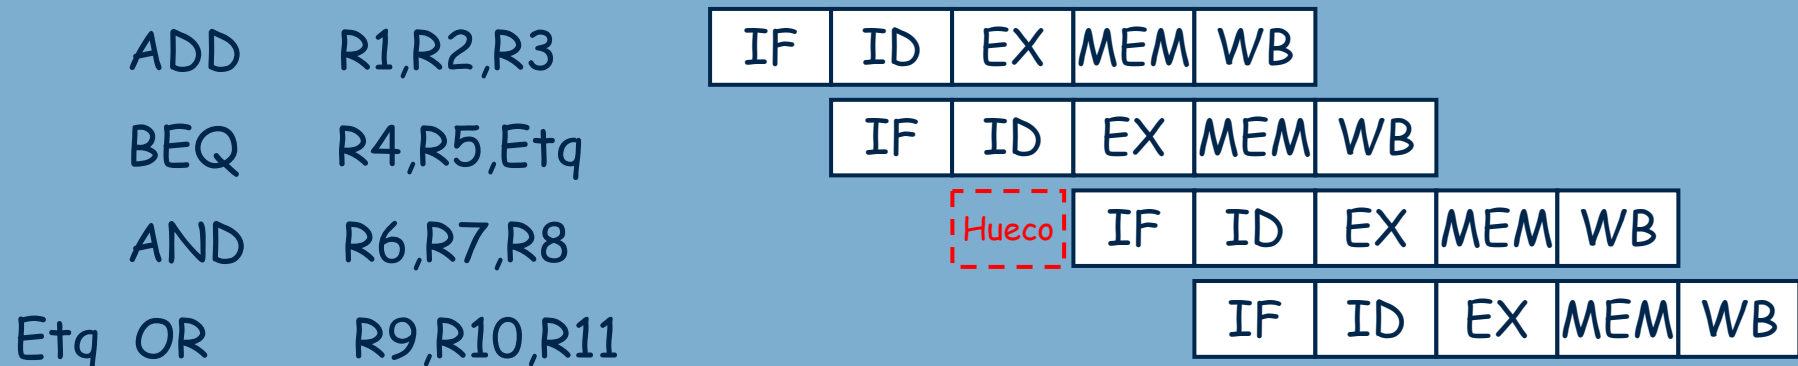 ADD R1,R2,R3 IF ID EX MEM WB
BEQ R4,R5,Etq IF ID EX MEM WB
AND R6,R7,R8 Hueco IF ID EX MEM WB
Etq OR R9,R10,R11 IF ID EX MEM WB